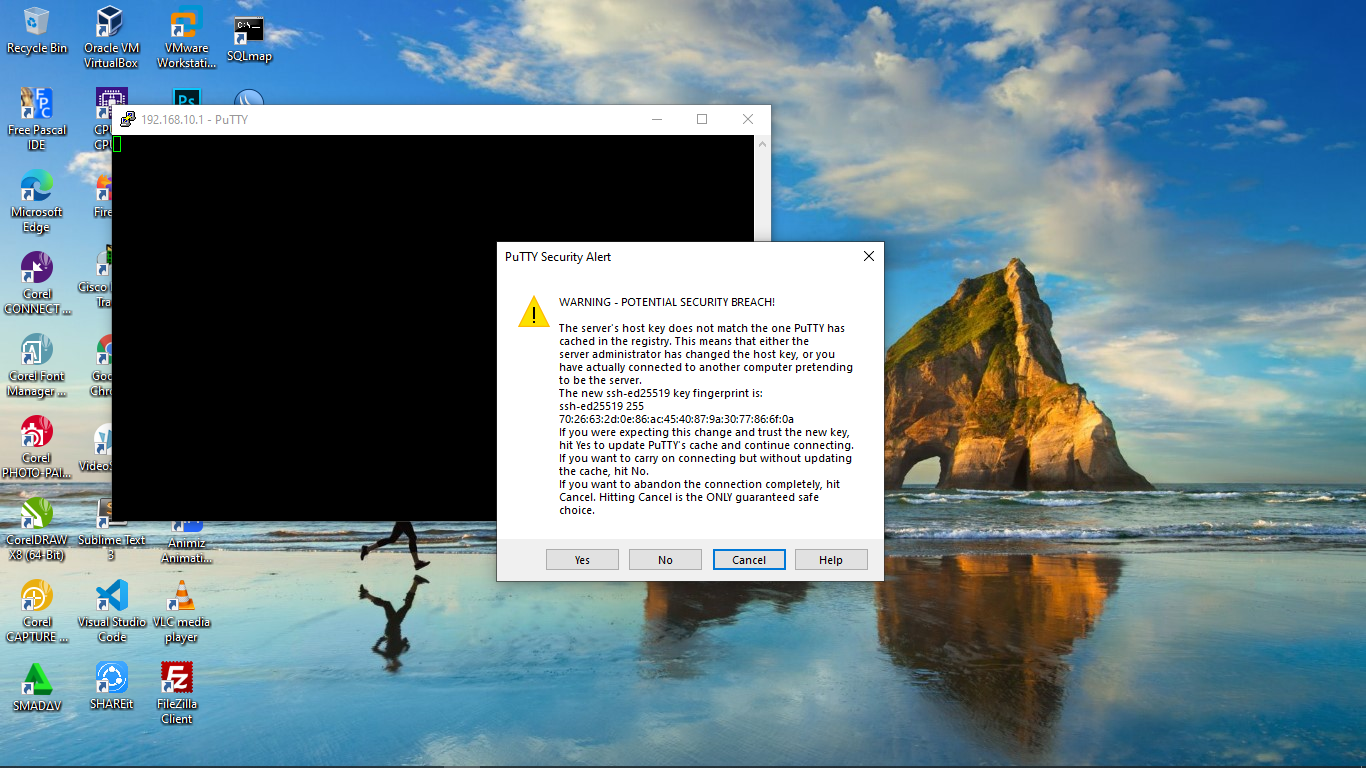 Recycle Bin
Oracle VM
VirtualBox
VMware
Workstati...
SQLmap
Free Pascal
IDE
CPU
Ps
192.168.10.1 - PuTTY
Microsoft
Edge
Fire
Corel
CONNECT ...
Cisco
Tra
Corel Font
Manager ...
Goo
Chro
Corel
PHOTO-PAI...
VideoS
CorelDRAW
X8 (64-Bit)
Sublime Text
3
Animiz
Animati...
Corel
CAPTURE ...
Visual Studio
Code
VLC media
player
SMADΔV
SHAREit
FileZilla
Client
PuTTY Security Alert
WARNING - POTENTIAL SECURITY BREACH!
The server's host key does not match the one PuTTY has
cached in the registry. This means that either the
server administrator has changed the host key, or you
have actually connected to another computer pretending
to be the server.
The new ssh-ed25519 key fingerprint is:
ssh-ed25519 255
70:26:63:2d:0e:86:ac:45:40:87:9a:30:77:86:6f:0a
If you were expecting this change and trust the new key,
hit Yes to update PuTTY's cache and continue connecting.
If you want to carry on connecting but without updating
the cache, hit No.
If you want to abandon the connection completely, hit
Cancel. Hitting Cancel is the ONLY guaranteed safe
choice.
Yes
No
Cancel
Help